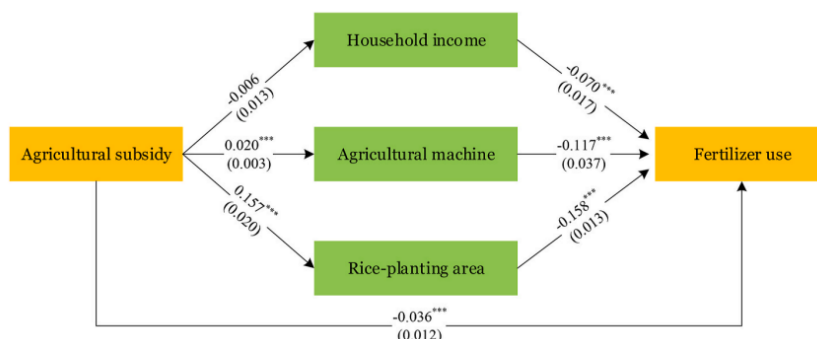 Household income
-0.006
(0.013)
-0.070***
(0.017)
Agricultural subsidy
0.020***
(0.003)
Agricultural machine
-0.117***
(0.037)
Fertilizer use
0.157***
(0.020)
-0.158***
(0.013)
Rice-planting area
-0.036***
(0.012)